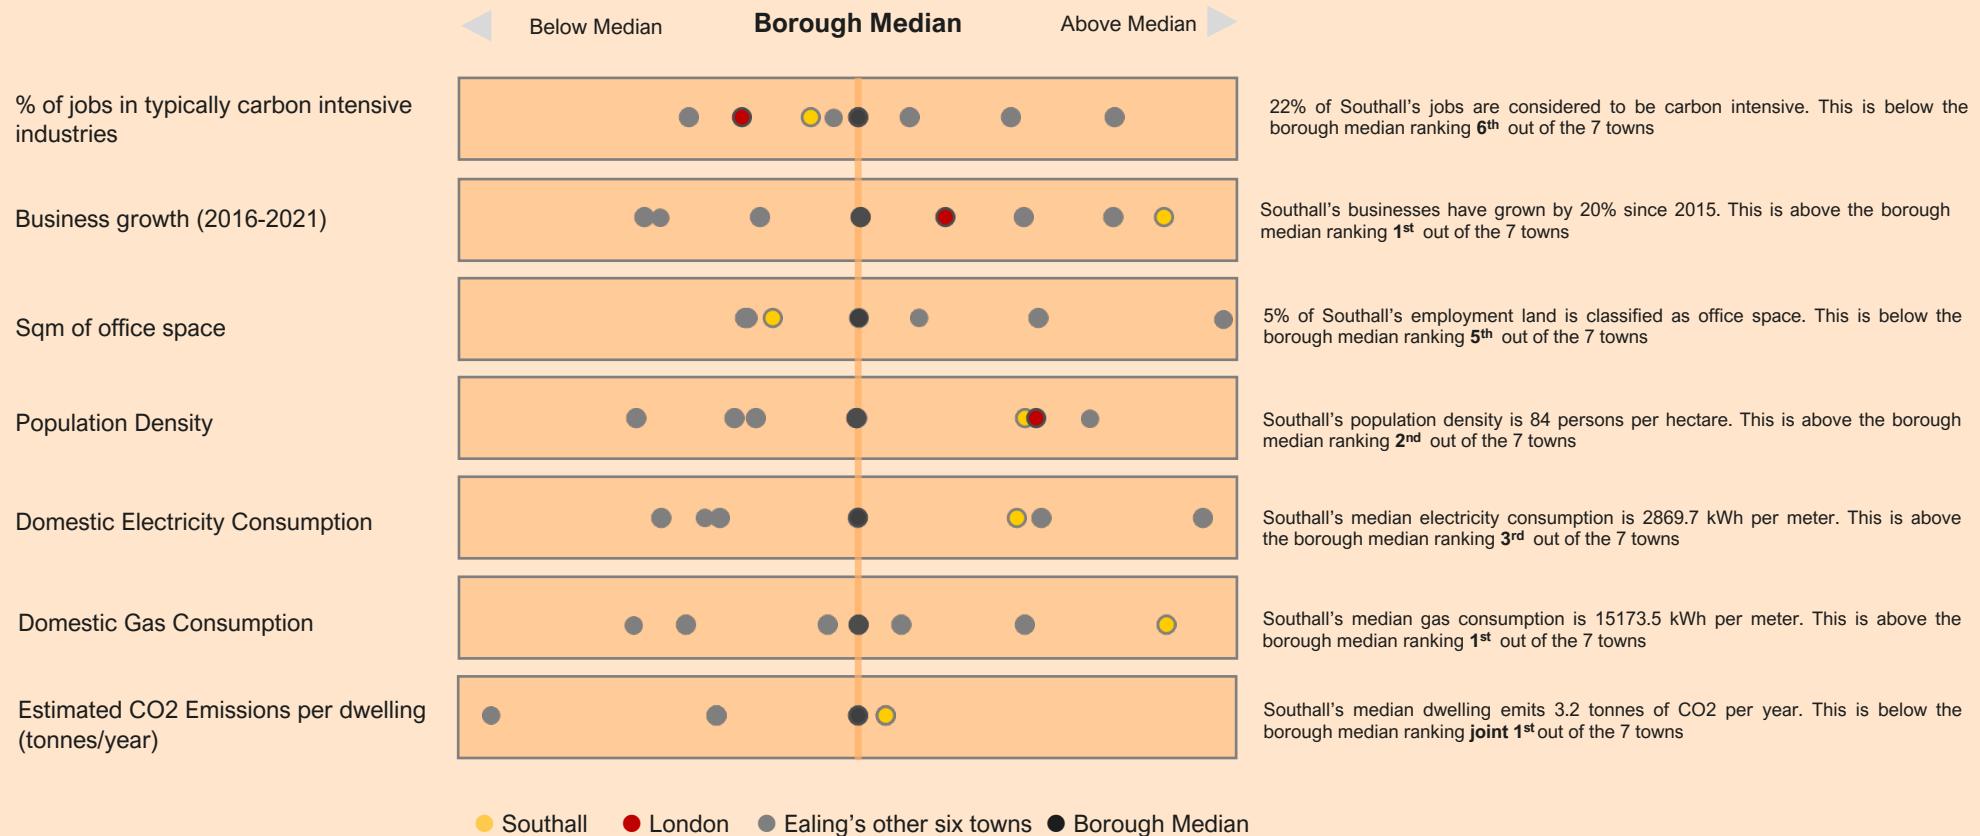 Below Median
Borough Median
Above Median
% of jobs in typically carbon intensive
industries
22% of Southall's jobs are considered to be carbon intensive. This is below the
borough median ranking 6th out of the 7 towns
Business growth (2016-2021)
Southall's businesses have grown by 20% since 2015. This is above the borough
median ranking 1st out of the 7 towns
Sqm of office space
5% of Southall's employment land is classified as office space. This is below the
borough median ranking 5th out of the 7 towns
Population Density
Southall's population density is 84 persons per hectare. This is above the borough
median ranking 2nd out of the 7 towns
Domestic Electricity Consumption
Southall's median electricity consumption is 2869.7 kWh per meter. This is above
the borough median ranking 3rd out of the 7 towns
Domestic Gas Consumption
Southall's median gas consumption is 15173.5 kWh per meter. This is above the
borough median ranking 1st out of the 7 towns
Estimated CO2 Emissions per dwelling
(tonnes/year)
Southall's median dwelling emits 3.2 tonnes of CO2 per year. This is below the
borough median ranking joint 1st out of the 7 towns
Southall London Ealing's other six towns Borough Median